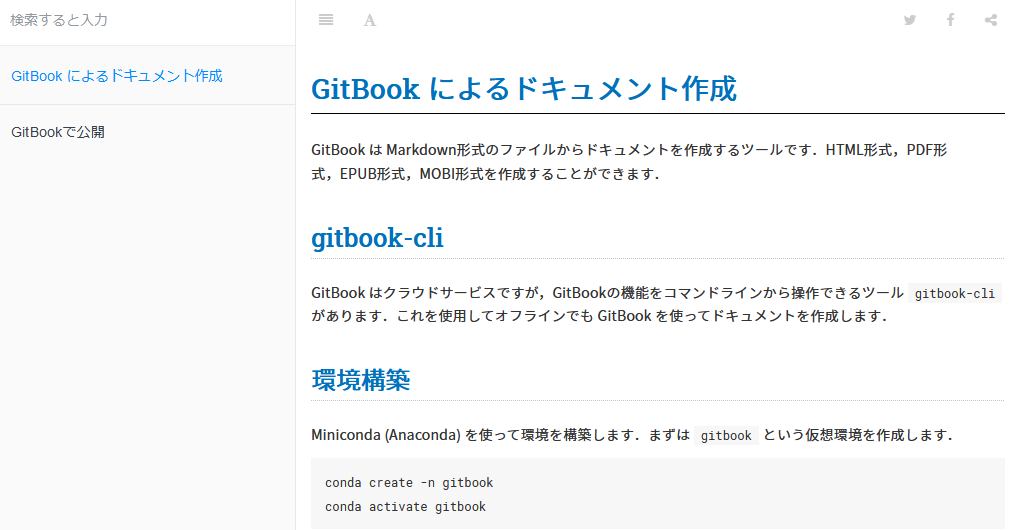 検索すると入力
GitBook によるドキュメント作成
GitBookで公開
A
GitBook によるドキュメント作成
GitBook は Markdown形式のファイルからドキュメントを作成するツールです．HTML形式，PDF形
式，EPUB形式，MOBI形式を作成することができます．
gitbook-cli
GitBook はクラウドサービスですが，GitBookの機能をコマンドラインから操作できるツール gitbook-cli
があります．これを使用してオフラインでも GitBook を使ってドキュメントを作成します．
環境構築
Miniconda (Anaconda) を使って環境を構築します．まずは gitbook という仮想環境を作成します．
conda create -n gitbook
conda activate gitbook